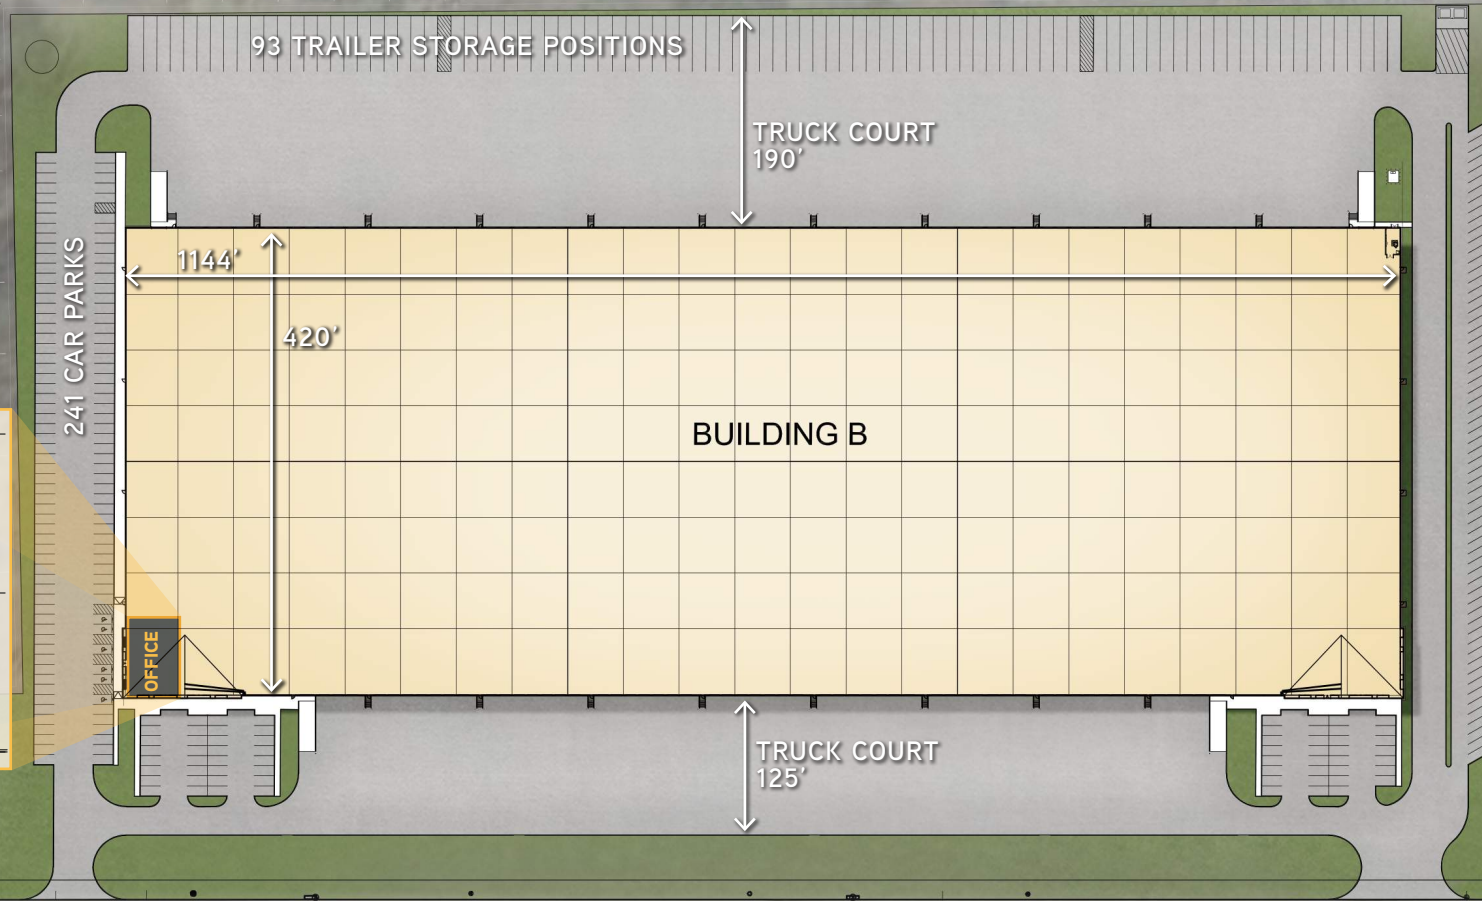 93 TRAILER STORAGE POSITIONS
TRUCK COURT
190'
1144'
420'
241 CAR PARKS
BUILDING B
OFFICE
TRUCK COURT
125'